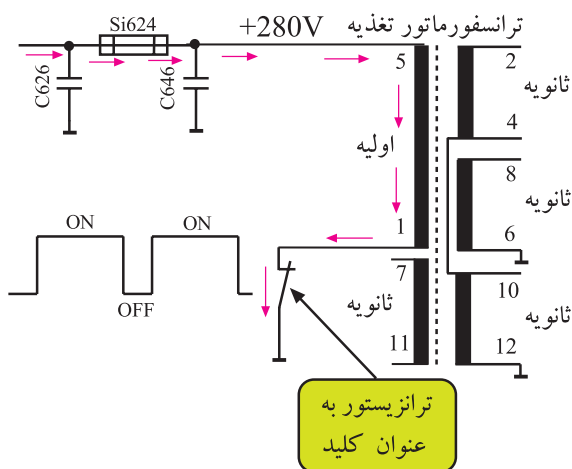 Si624
+280V
ترانسفورماتور تغذیه
C626
C646
5
2
ثانویه
4
اولیه
8
ثانویه
6
1
ON
ON
OFF
7
ثانویه
11
10
ثانویه
12
ترانزیستور به
عنوان کلید